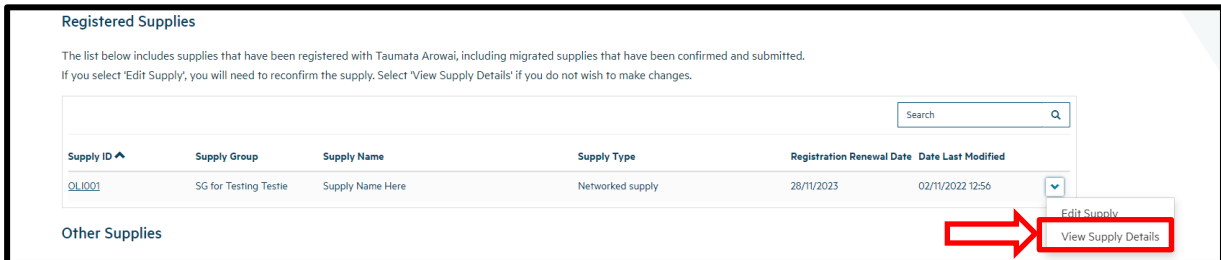 Registered Supplies
The list below includes supplies that have been registered with Taumata Arowai, including migrated supplies that have been confirmed and submitted.
If you select 'Edit Supply', you will need to reconfirm the supply. Select 'View Supply Details' if you do not wish to make changes.
Search
Supply ID Supply Group Supply Name Supply Type Registration Renewal Date Date Last Modified
OLI001 SG for Testing Testie Supply Name Here Networked supply 28/11/2023 02/11/2022 12:56
Edit Supply
Other Supplies
View Supply Details